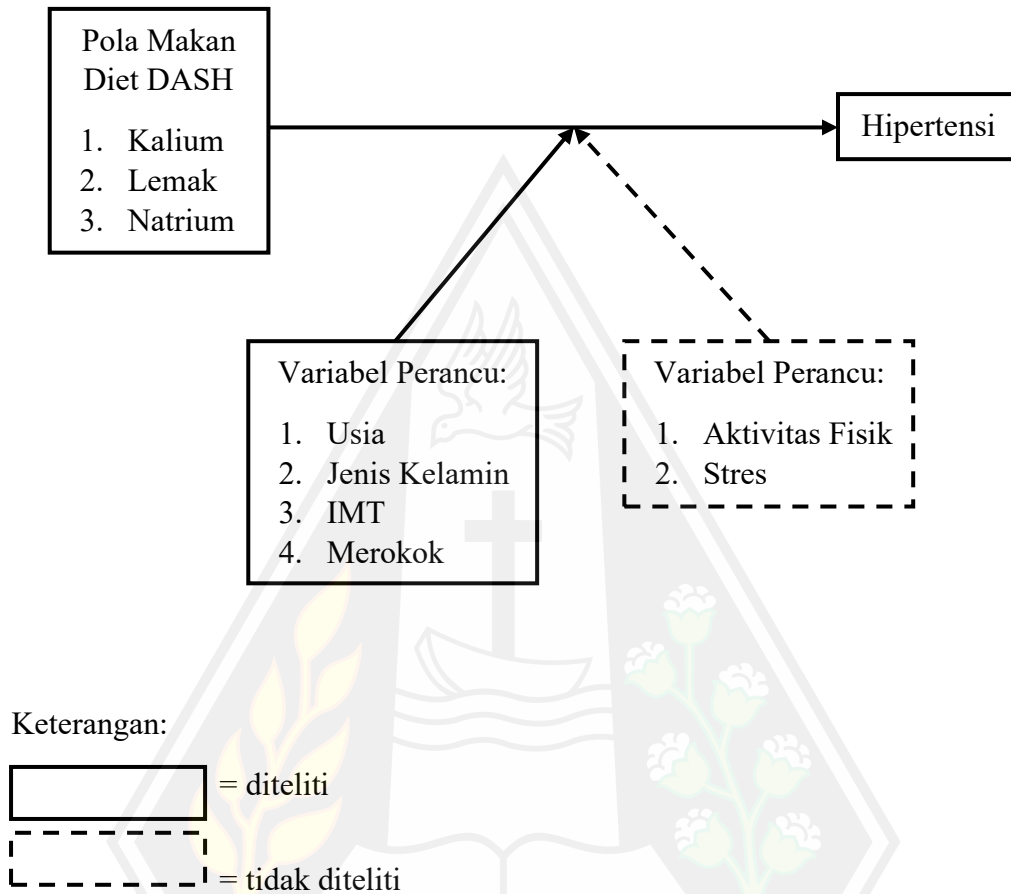 Pola Makan
Diet DASH
1. Kalium
2. Lemak
3. Natrium
Hipertensi
Variabel Perancu:
1. Usia
2. Jenis Kelamin
3. IMT
4. Merokok
Variabel Perancu:
1. Aktivitas Fisik
2. Stres
Keterangan:
= diteliti
= tidak diteliti